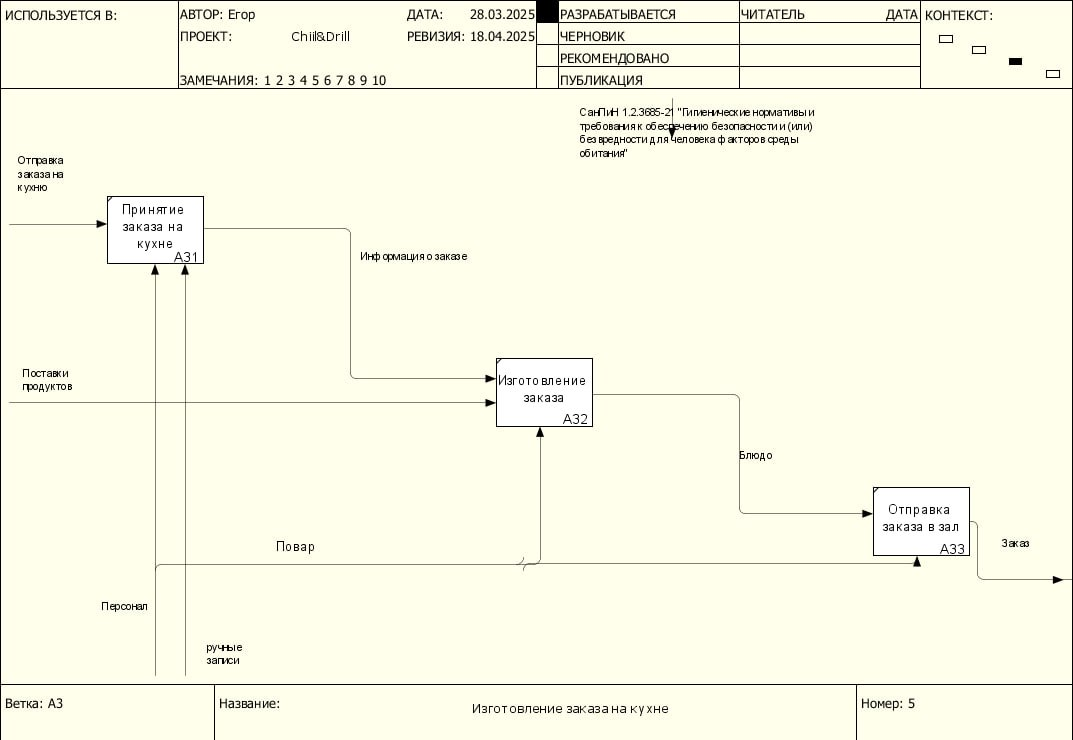 ИСПОЛЬЗУЕТСЯ В:
АВТОР: Егор
ДАТА: 28.03.2025
РАЗРАБАТЫВАЕТСЯ
ЧИТАТЕЛЬ
ДАТА
КОНТЕКСТ:
ПРОЕКТ: Chiil&Drill
РЕВИЗИЯ: 18.04.2025
ЧЕРНОВИК
РЕКОМЕНДОВАНО
ЗАМЕЧАНИЯ: 1 2 3 4 5 6 7 8 9 10
ПУБЛИКАЦИЯ
СанПиН 1.2.3685-21 "Гигиенические нормативы и
требования к обеспечению безопасности и (или)
безвредности для человека факторов среды
обитания"
Отправка
заказа на
кухню
Принятие
заказа на
кухне
А31
Информация о заказе
Поставки
продуктов
Изготовление
заказа
А32
Блюдо
Отправка
заказа в зал
А33
Заказ
Повар
Персонал
ручные
записи
Ветка: А3
Название:
Изготовление заказа на кухне
Номер: 5